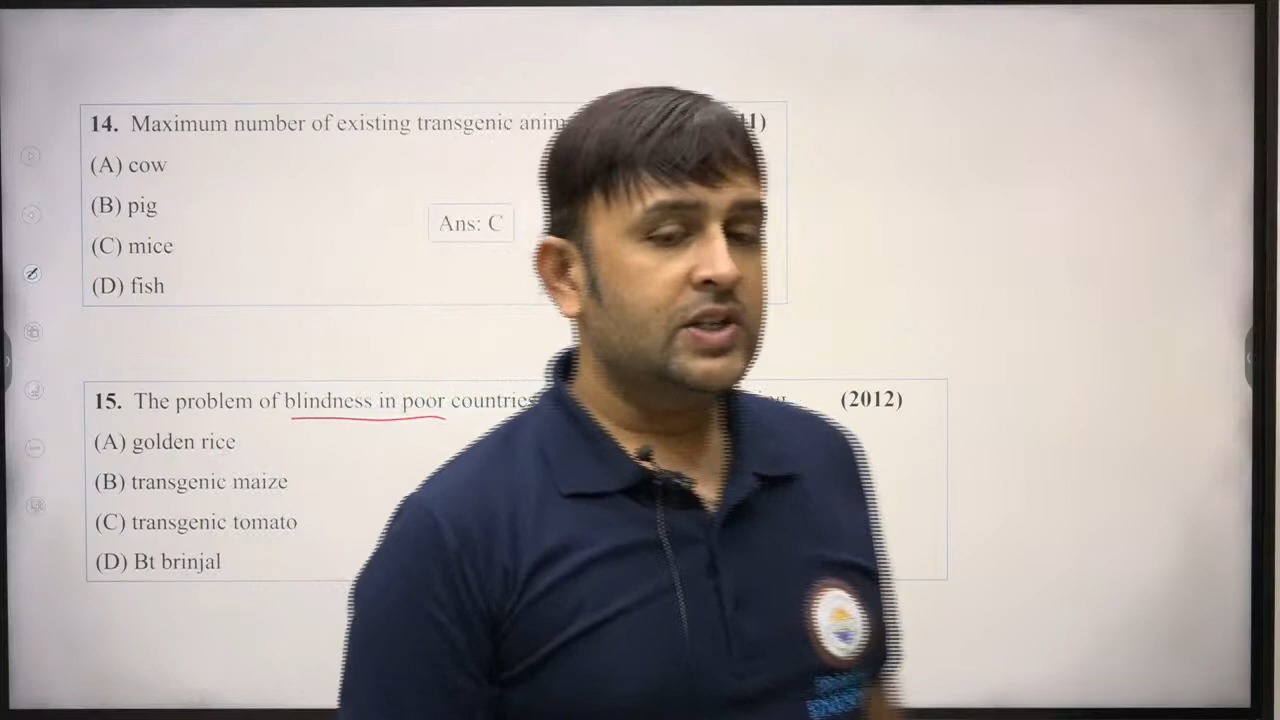 14. Maximum number of existing transgenic
(A) cow
(B) pig
(C) mice
(D) fish
Ans: C
15. The problem of blindness in poor countries (2012)
(A) golden rice
(B) transgenic maize
(C) transgenic tomato
(D) Bt brinjal